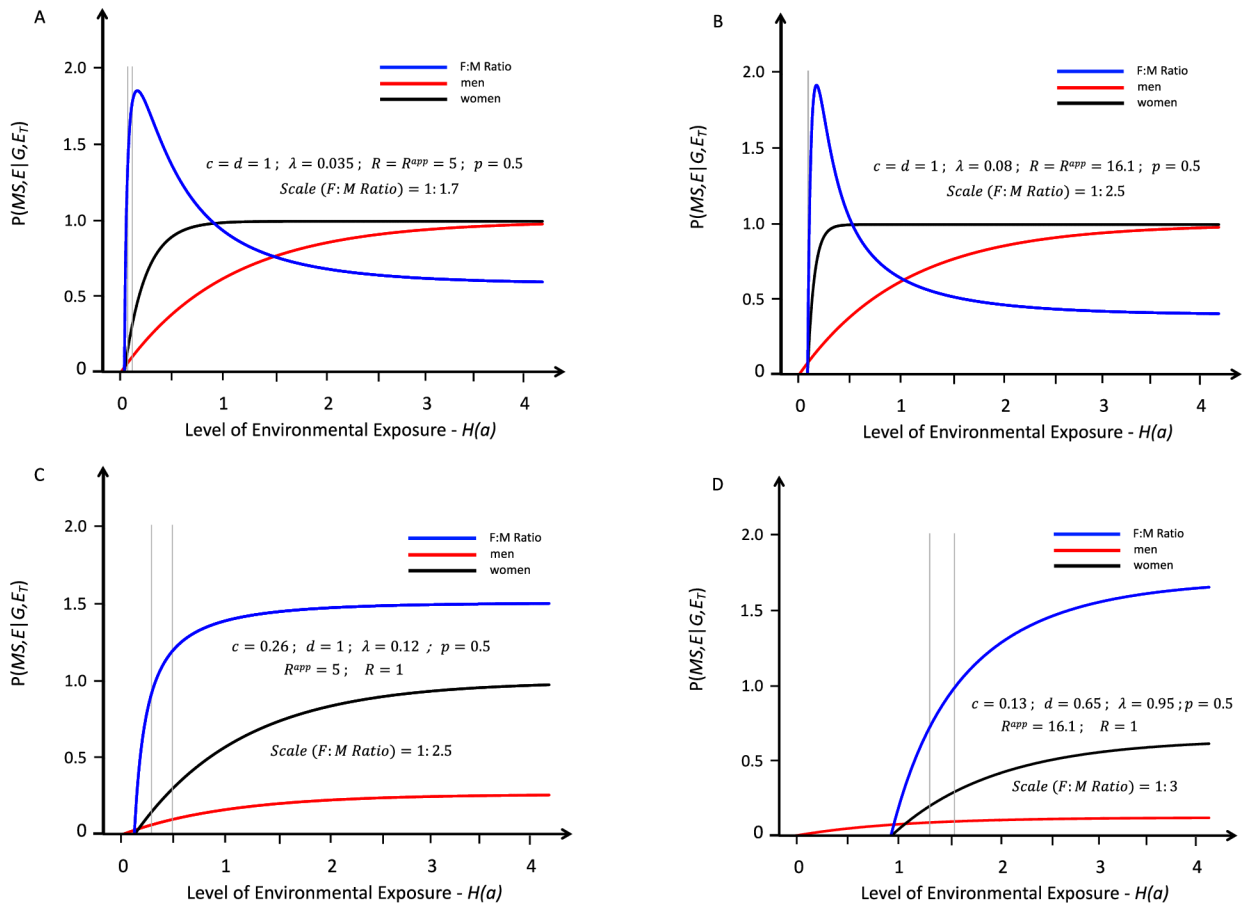 A
P(MS,E|G,E_T)
2.0
1.5
1.0
0.5
0
F:M Ratio
men
women
c = d = 1 ; λ = 0.035 ; R = R^app = 5 ; p = 0.5
Scale (F: M Ratio) = 1: 1.7
0 1 2 3 4
Level of Environmental Exposure - H(a)
B
P(MS,E|G,E_T)
2.0
1.5
1.0
0.5
0
F:M Ratio
men
women
c = d = 1 ; λ = 0.08 ; R = R^app = 16.1 ; p = 0.5
Scale (F: M Ratio) = 1: 2.5
0 1 2 3 4
Level of Environmental Exposure - H(a)
C
P(MS,E|G,E_T)
2.0
1.5
1.0
0.5
0
F:M Ratio
men
women
c = 0.26 ; d = 1 ; λ = 0.12 ; p = 0.5
R^app = 5 ; R = 1
Scale (F: M Ratio) = 1: 2.5
0 1 2 3 4
Level of Environmental Exposure - H(a)
D
P(MS,E|G,E_T)
2.0
1.5
1.0
0.5
0
F:M Ratio
men
women
c = 0.13 ; d = 0.65 ; λ = 0.95 ; p = 0.5
R^app = 16.1 ; R = 1
Scale (F: M Ratio) = 1: 3
0 1 2 3 4
Level of Environmental Exposure - H(a)